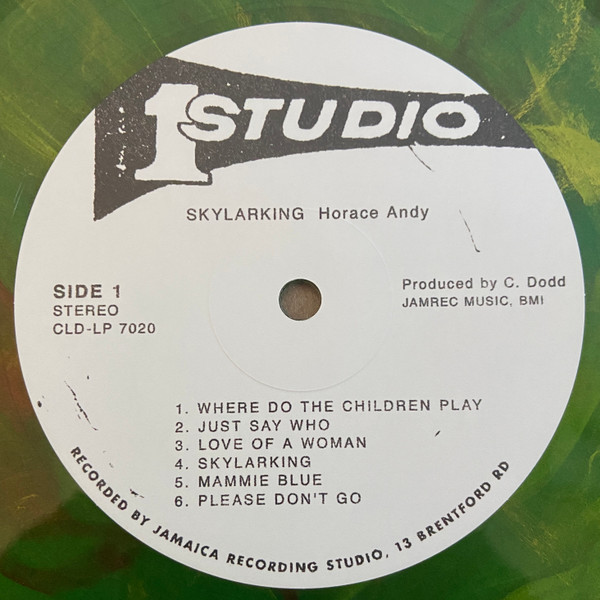 1 STUDIO
SKYLARKING Horace Andy
SIDE 1
STEREO
CLD-LP 7020
Produced by C. Dodd
JAMREC MUSIC, BMI
1. WHERE DO THE CHILDREN PLAY
2. JUST SAY WHO
3. LOVE OF A WOMAN
4. SKYLARKING
5. MAMMIE BLUE
6. PLEASE DON'T GO
RECORDED BY JAMAICA RECORDING STUDIO, 13 BRENTFORD RD